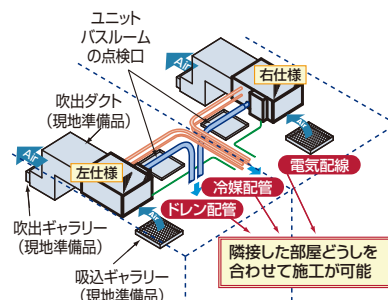 ユニット
バスルーム
の点検口
右仕様
Air
吹出ダクト
(現地準備品)
Air
Air
左仕様
電気配線
冷媒配管
ドレン配管
Air
吹出ギャラリー
(現地準備品)
吸込ギャラリー
(現地準備品)
隣接した部屋どうしを
合わせて施工が可能